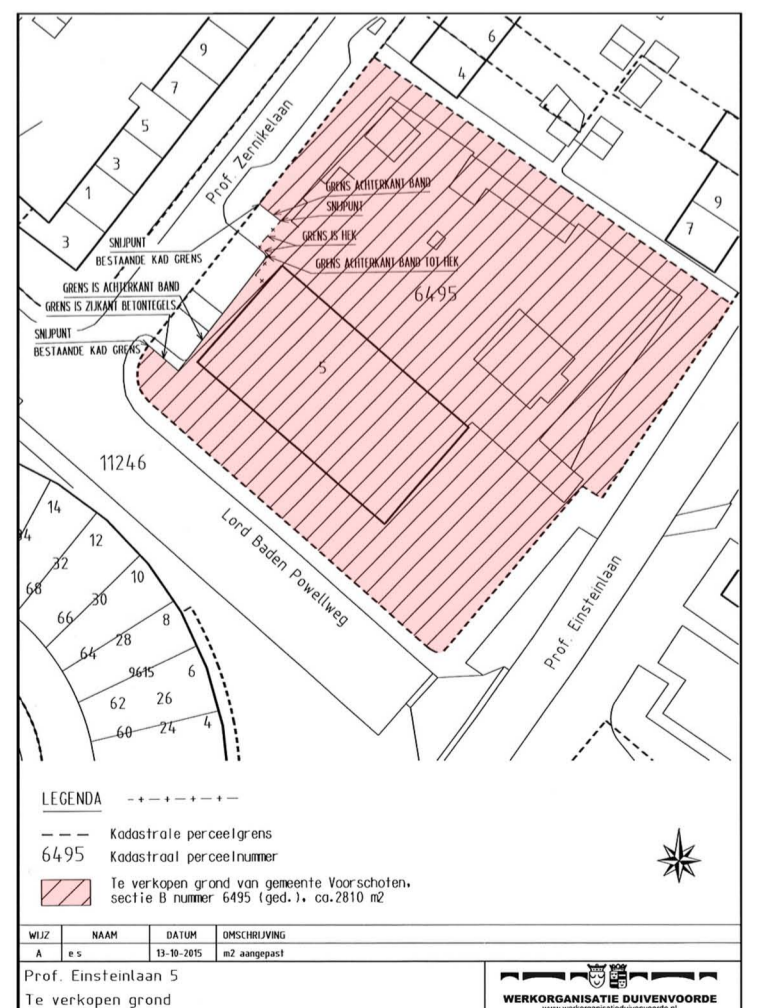 9
7
5
3
1
3
6
4
9
7
Prof. Zernikelaan
GRENS ACHTERKANT BAND
SNIJPUNT
GRENS IS HEK
GRENS ACHTERKANT BAND TOT HEK
SNIJPUNT
BESTAANDE KAD GRENS
GRENS IS ACHTERKANT BAND
GRENS IS ZIJKANT BETONTEGELS
SNIJPUNT
BESTAANDE KAD GRENS
6495
5
11246
Lord Baden Powellweg
Prof. Einsteinlaan
14
12
10
8
6
4
32
30
28
26
24
68
66
64
62
60
9615
LEGENDA
Kadastrale perceelgrens
6495 Kadastraal perceelnummer
Te verkopen grond van gemeente Voorschoten,
sectie B nummer 6495 (ged.), ca.2810 m2
WIJZ NAAM DATUM OMSCHRIJVING
A e s 13-10-2015 m2 aangepast
Prof. Einsteinlaan 5
Te verkopen grond
WERKORGANISATIE DUIVENVOORDE